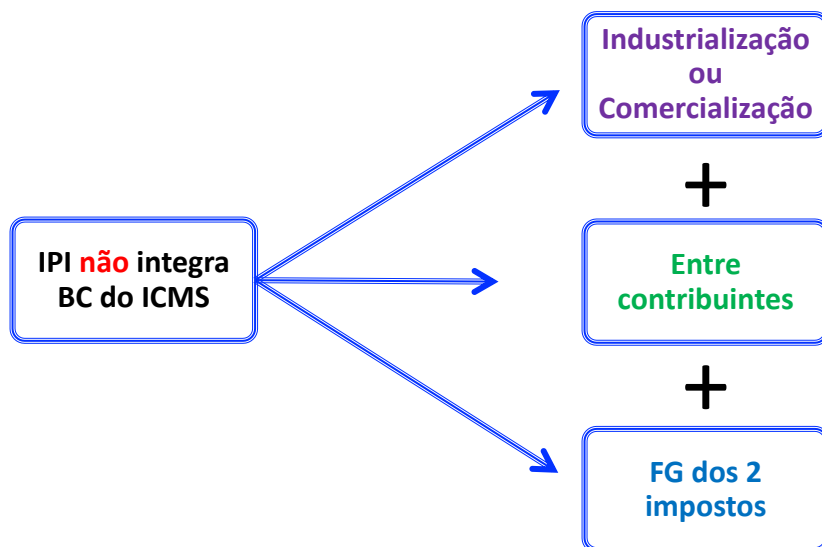 IPI não integra
BC do ICMS
Industrialização
ou
Comercialização
+
Entre
contribuintes
+
FG dos 2
impostos